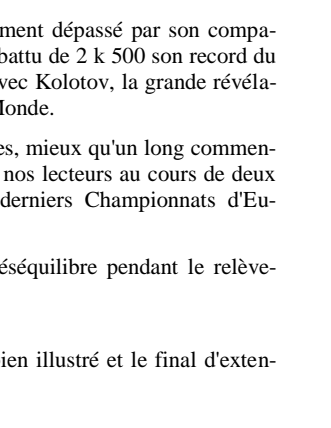 ment dépassé par son compa-
battu de 2 k 500 son record du
vec Kolotov, la grande révéla-
Monde.
es, mieux qu'un long commen-
nos lecteurs au cours de deux
derniers Championnats d'Eu-
éséquilibre pendant le relève-
ien illustré et le final d'exten-